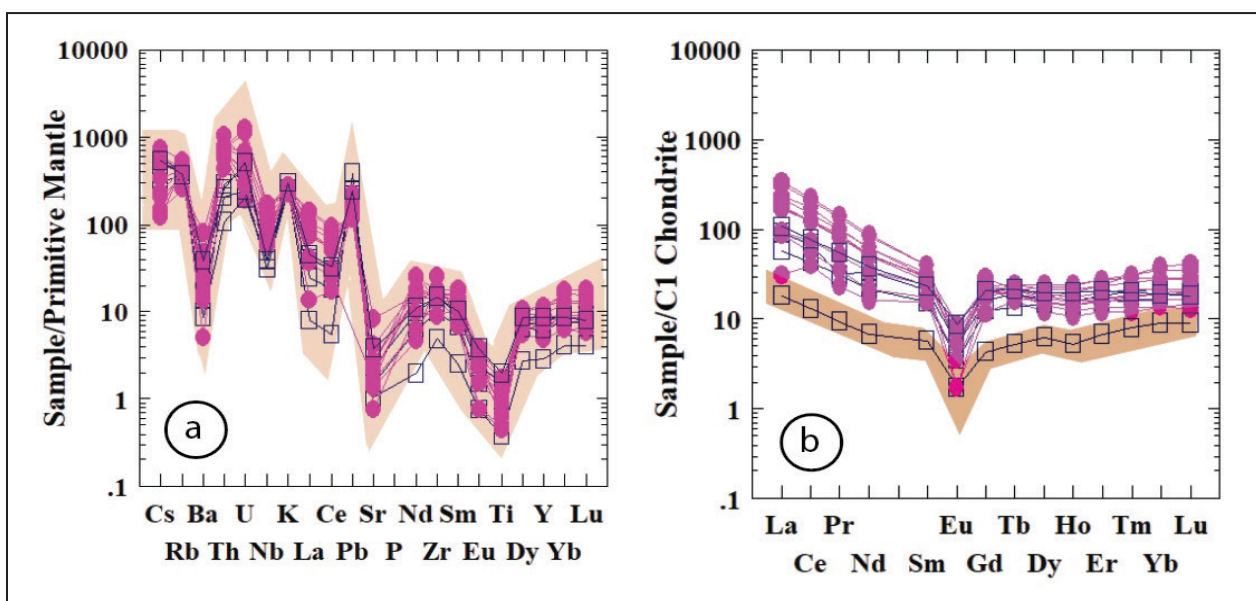 Sample/Primitive Mantle
10000
1000
100
10
1
.1
a
Cs Ba U K Ce Sr Nd Sm Ti Y Lu
Rb Th Nb La Pb P Zr Eu Dy Yb
Sample/C1 Chondrite
10000
1000
100
10
1
.1
b
La Pr Eu Tb Ho Tm Lu
Ce Nd Sm Gd Dy Er Yb